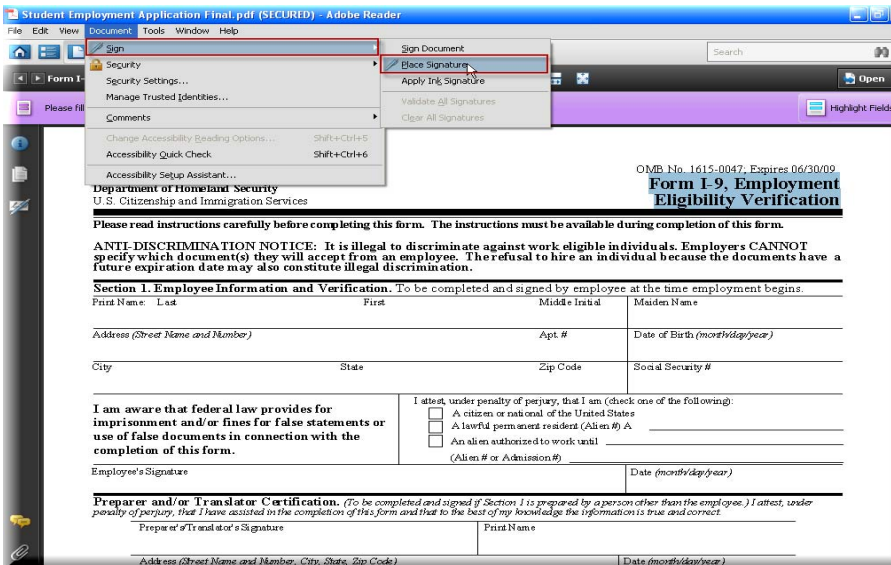 Student Employment Application Final.pdf (SECURED) - Adobe Reader
File Edit View Document Tools Window Help
Sign
Security
Security Settings...
Manage Trusted Identities...
Comments
Change Accessibility Reading Options... Shift+Ctrl+5
Accessibility Quick Check Shift+Ctrl+6
Accessibility Setup Assistant...
Sign Document
Place Signature
Apply Ink Signature
Validate All Signatures
Clear All Signatures
Search
Form I-
Open
Please fill
Highlight Fields
OMB No. 1615-0047; Expires 06/30/09
Department of Homeland Security
U.S. Citizenship and Immigration Services
Form I-9, Employment
Eligibility Verification
Please read instructions carefully before completing this form. The instructions must be available during completion of this form.
ANTI-DISCRIMINATION NOTICE: It is illegal to discriminate against work eligible individuals. Employers CANNOT
specify which document(s) they will accept from an employee. The refusal to hire an individual because the documents have a
future expiration date may also constitute illegal discrimination.
Section 1. Employee Information and Verification. To be completed and signed by employee at the time employment begins.
Print Name: Last First Middle Initial Maiden Name
Address (Street Name and Number) Apt. # Date of Birth (month/day/year)
City State Zip Code Social Security #
I am aware that federal law provides for
imprisonment and/or fines for false statements or
use of false documents in connection with the
completion of this form.
I attest, under penalty of perjury, that I am (check one of the following):
A citizen or national of the United States
A lawful permanent resident (Alien #) A
An alien authorized to work until
(Alien # or Admission #)
Employee's Signature Date (month/day/year)
Preparer and/or Translator Certification. (To be completed and signed if Section 1 is prepared by a person other than the employee.) I attest, under
penalty of perjury, that I have assisted in the completion of this form and that to the best of my knowledge the information is true and correct.
Preparer's/Translator's Signature Print Name
Address (Street Name and Number, City, State, Zip Code) Date (month/day/year)